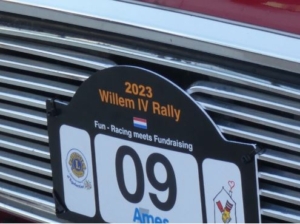 2023
Willem IV Rally
Fun - Racing meets Fundraising
09
Ames